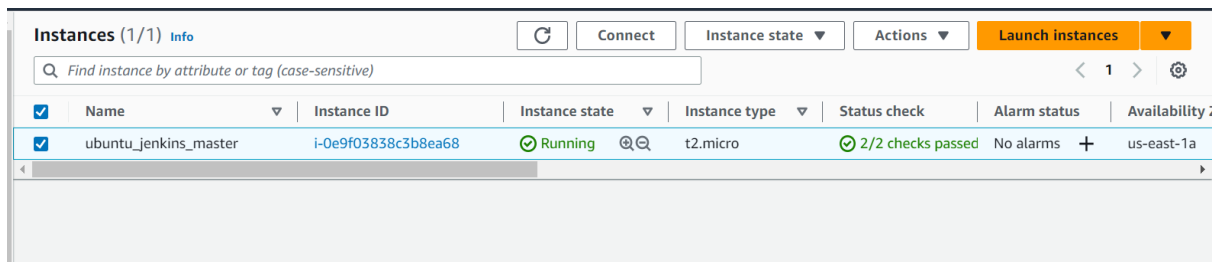 Instances (1/1) Info Connect Instance state Actions Launch instances
Find instance by attribute or tag (case-sensitive) 1
Name Instance ID Instance state Instance type Status check Alarm status Availability Z
ubuntu_jenkins_master i-0e9f03838c3b8ea68 Running t2.micro 2/2 checks passed No alarms + us-east-1a